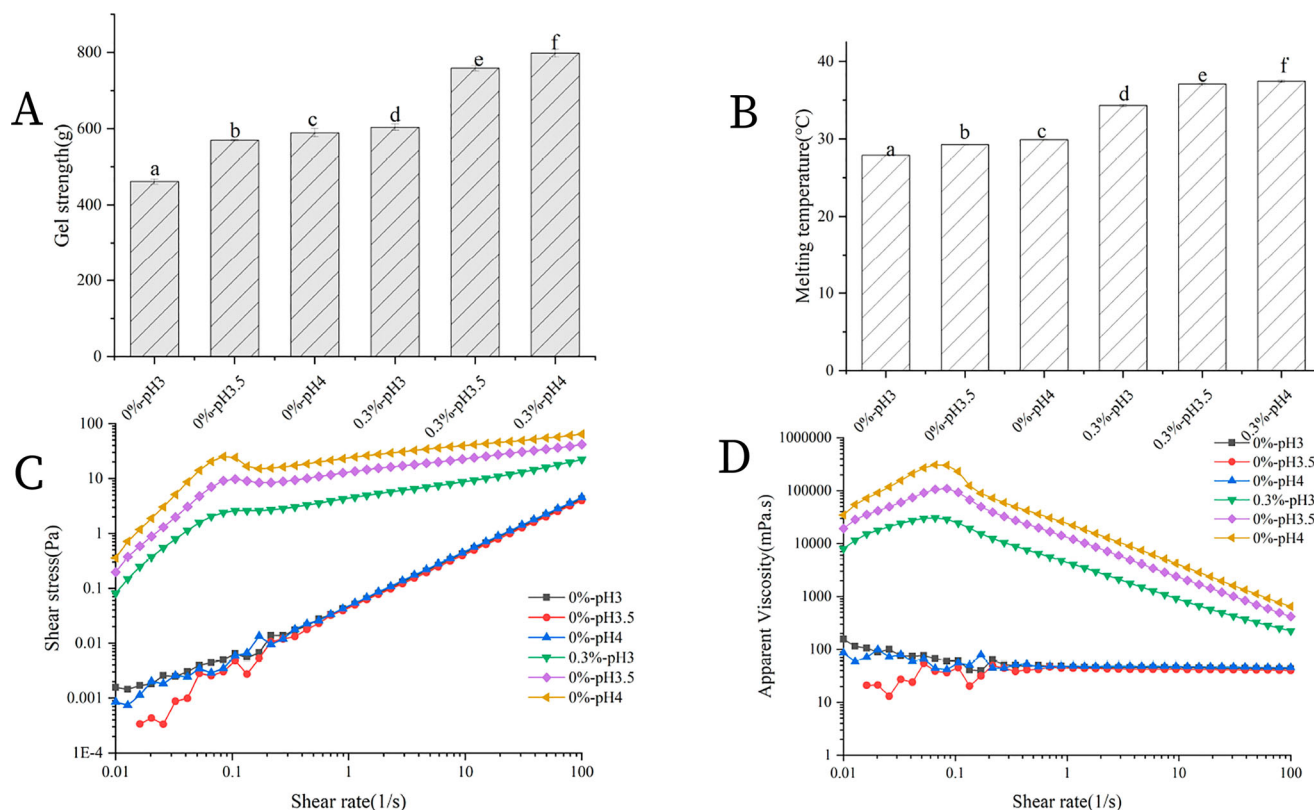 A
Gel strength(g)
800
600
400
200
0
a
b
c
d
e
f
0%-pH3
0%-pH3.5
0%-pH4
0.3%-pH3
0.3%-pH3.5
0.3%-pH4
B
Melting temperature(°C)
40
30
20
10
0
a
b
c
d
e
f
0%-pH3
0%-pH3.5
0%-pH4
0.3%-pH3
0.3%-pH3.5
0.3%-pH4
C
Shear stress(Pa)
100
10
1
0.1
0.01
0.001
1E-4
0%-pH3
0%-pH3.5
0%-pH4
0.3%-pH3
0%-pH3.5
0%-pH4
0.01
0.1
1
10
100
Shear rate(1/s)
D
Apparent Viscosity(mPa.s)
1000000
100000
10000
1000
100
10
1
0%-pH3
0%-pH3.5
0%-pH4
0.3%-pH3
0%-pH3.5
0%-pH4
0.01
0.1
1
10
100
Shear rate(1/s)